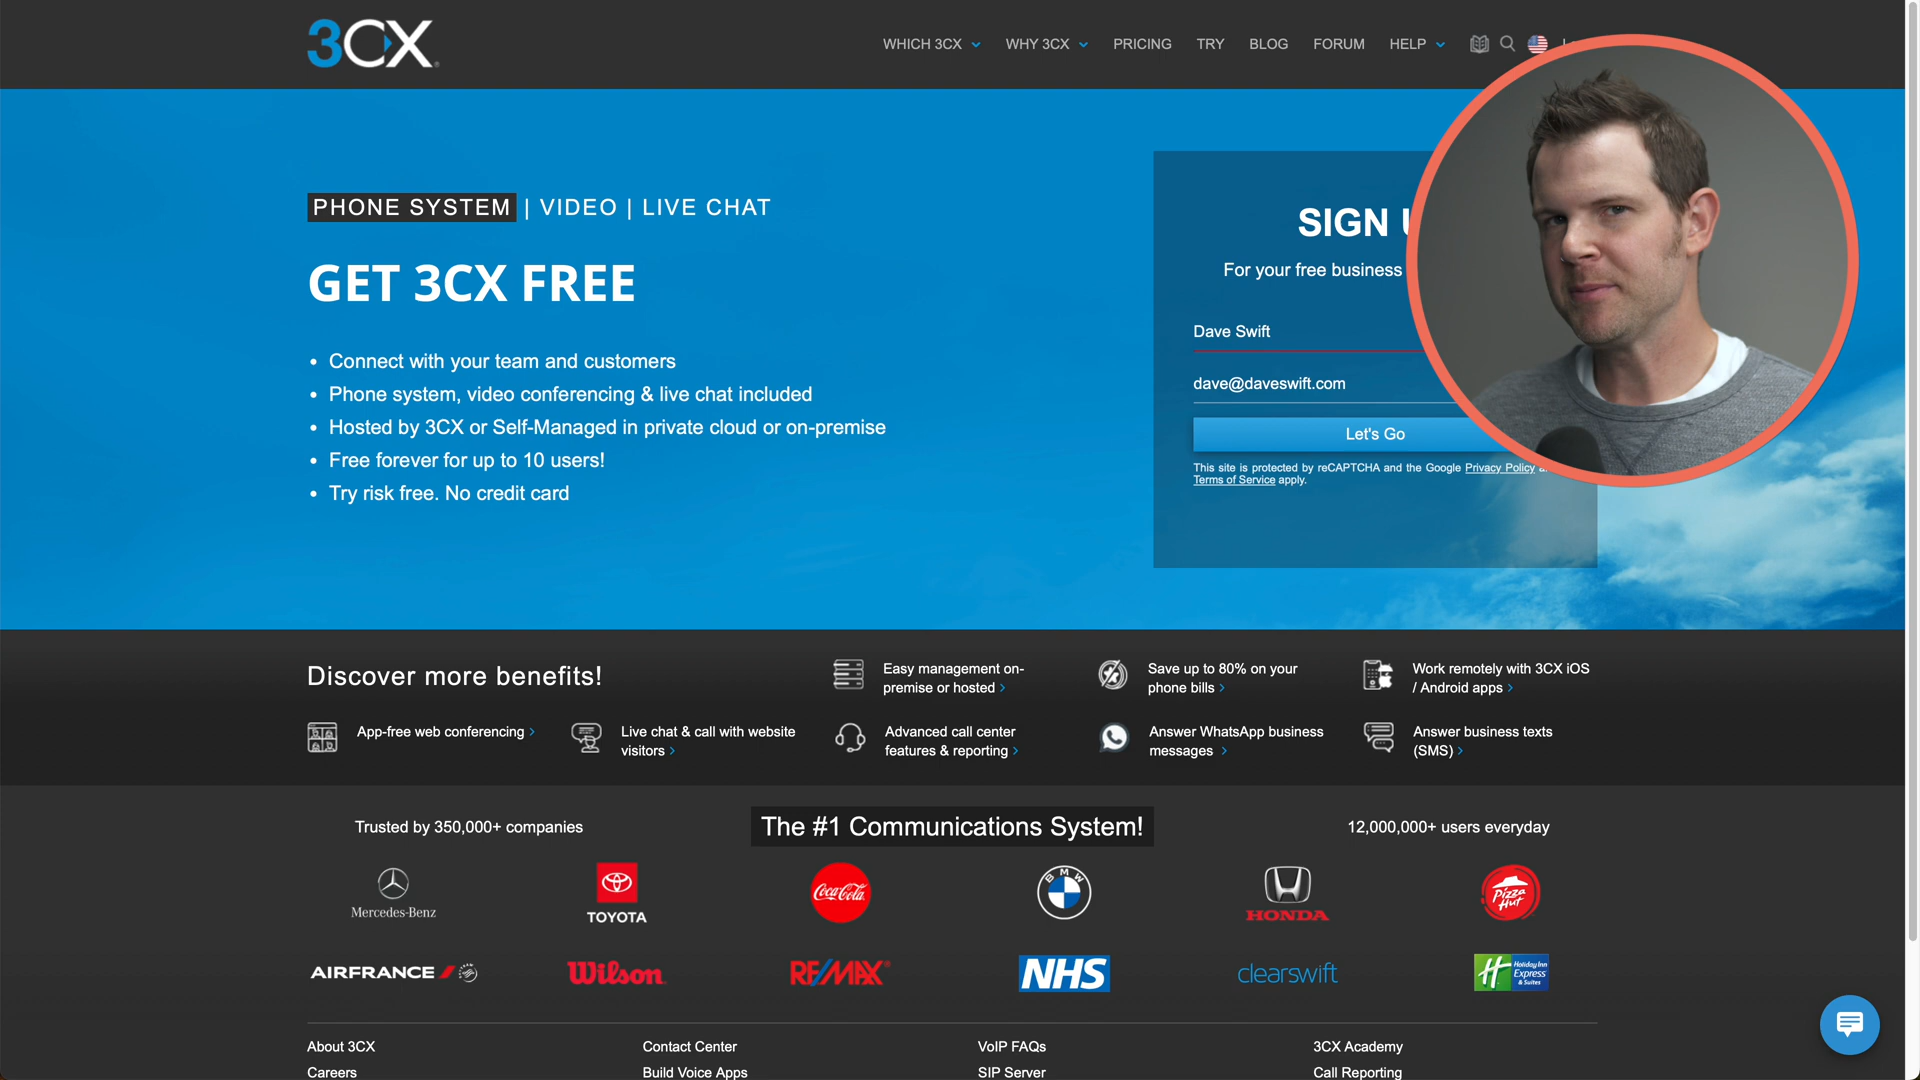 3CX
WHICH 3CX
WHY 3CX
PRICING
TRY
BLOG
FORUM
HELP
PHONE SYSTEM | VIDEO | LIVE CHAT
GET 3CX FREE
• Connect with your team and customers
• Phone system, video conferencing & live chat included
• Hosted by 3CX or Self-Managed in private cloud or on-premise
• Free forever for up to 10 users!
• Try risk free. No credit card
SIGN
For your free business
Dave Swift
dave@daveswift.com
Let's Go
This site is protected by reCAPTCHA and the Google Privacy Policy
Terms of Service apply.
Discover more benefits!
Easy management on-
premise or hosted
Save up to 80% on your
phone bills
Work remotely with 3CX iOS
/ Android apps
App-free web conferencing
Live chat & call with website
visitors
Advanced call center
features & reporting
Answer WhatsApp business
messages
Answer business texts
(SMS)
Trusted by 350,000+ companies
The #1 Communications System!
12,000,000+ users everyday
Mercedes-Benz
TOYOTA
Coca-Cola
BMW
HONDA
Pizza
Hut
AIRFRANCE
Wilson
RE/MAX
NHS
clearswift
H
Holiday Inn
Express
& Suites
About 3CX
Contact Center
VoIP FAQs
3CX Academy
Careers
Build Voice Apps
SIP Server
Call Reporting